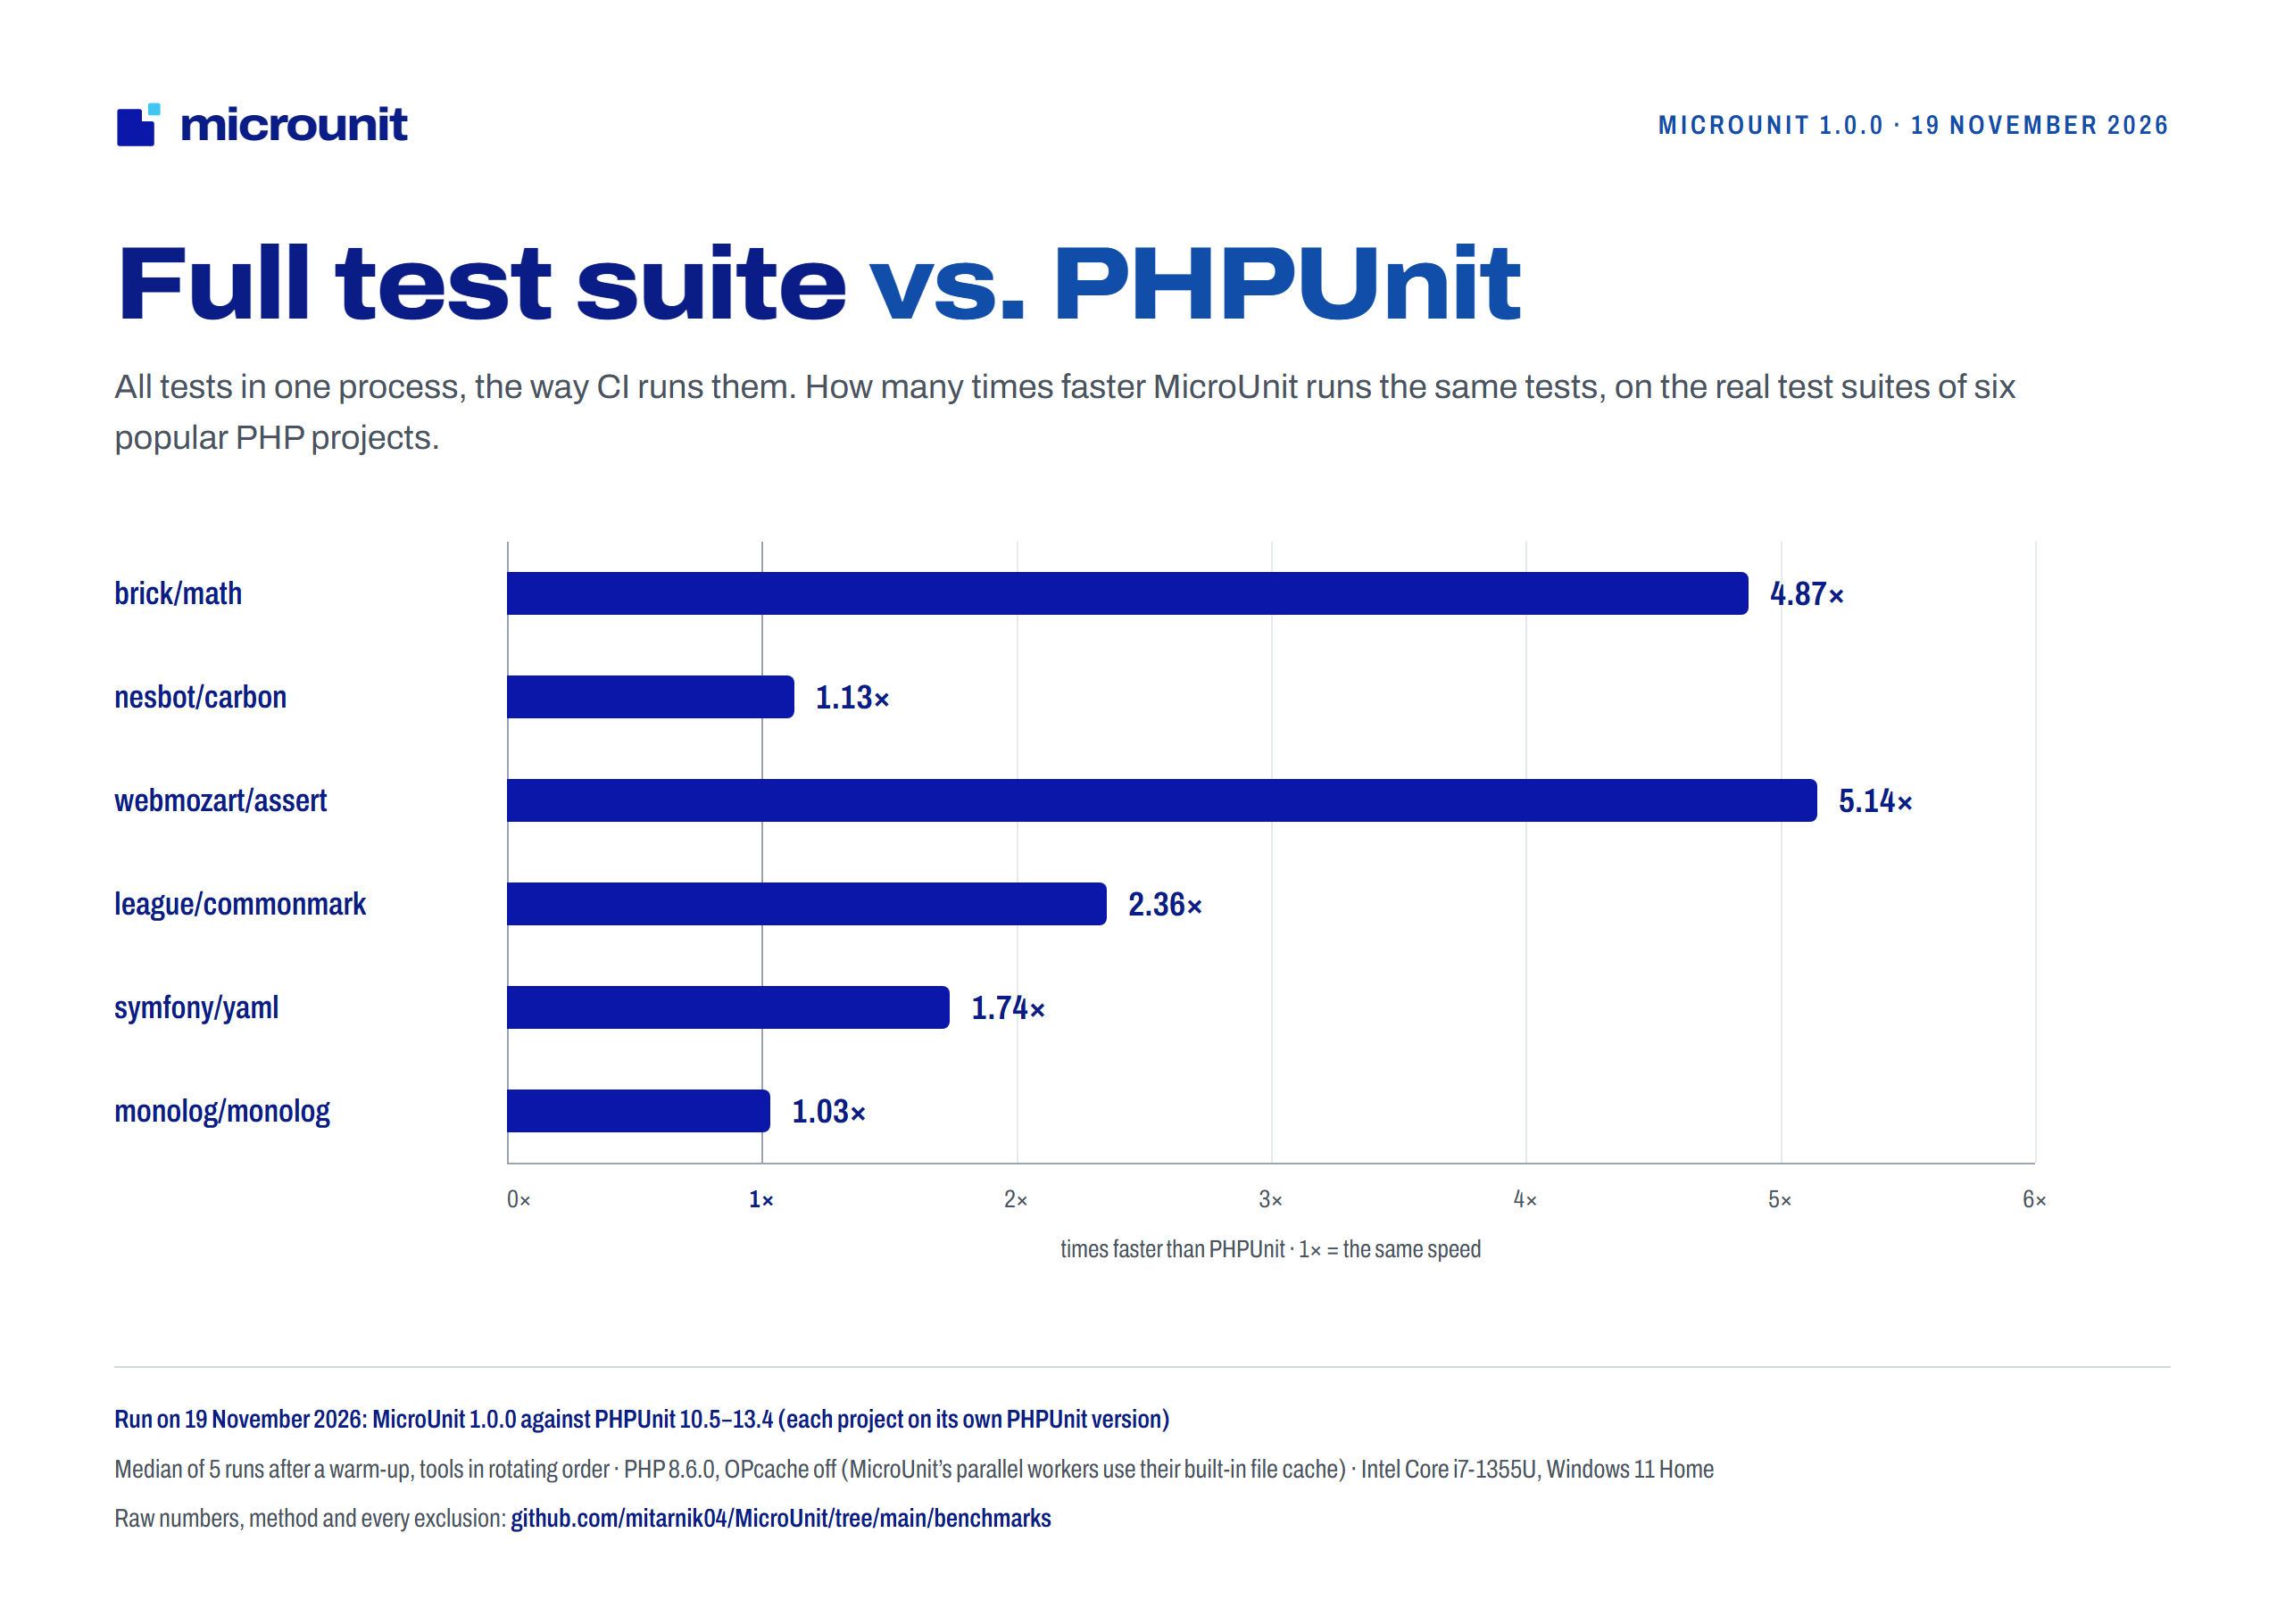 microunit
MICROUNIT 1.0.0 · 19 NOVEMBER 2026
Full test suite vs. PHPUnit
All tests in one process, the way CI runs them. How many times faster MicroUnit runs the same tests, on the real test suites of six
popular PHP projects.
brick/math 4.87×
nesbot/carbon 1.13×
webmozart/assert 5.14×
league/commonmark 2.36×
symfony/yaml 1.74×
monolog/monolog 1.03×
0× 1× 2× 3× 4× 5× 6×
times faster than PHPUnit · 1× = the same speed
Run on 19 November 2026: MicroUnit 1.0.0 against PHPUnit 10.5–13.4 (each project on its own PHPUnit version)
Median of 5 runs after a warm-up, tools in rotating order · PHP 8.6.0, OPcache off (MicroUnit’s parallel workers use their built-in file cache) · Intel Core i7-1355U, Windows 11 Home
Raw numbers, method and every exclusion: github.com/mitarnik04/MicroUnit/tree/main/benchmarks